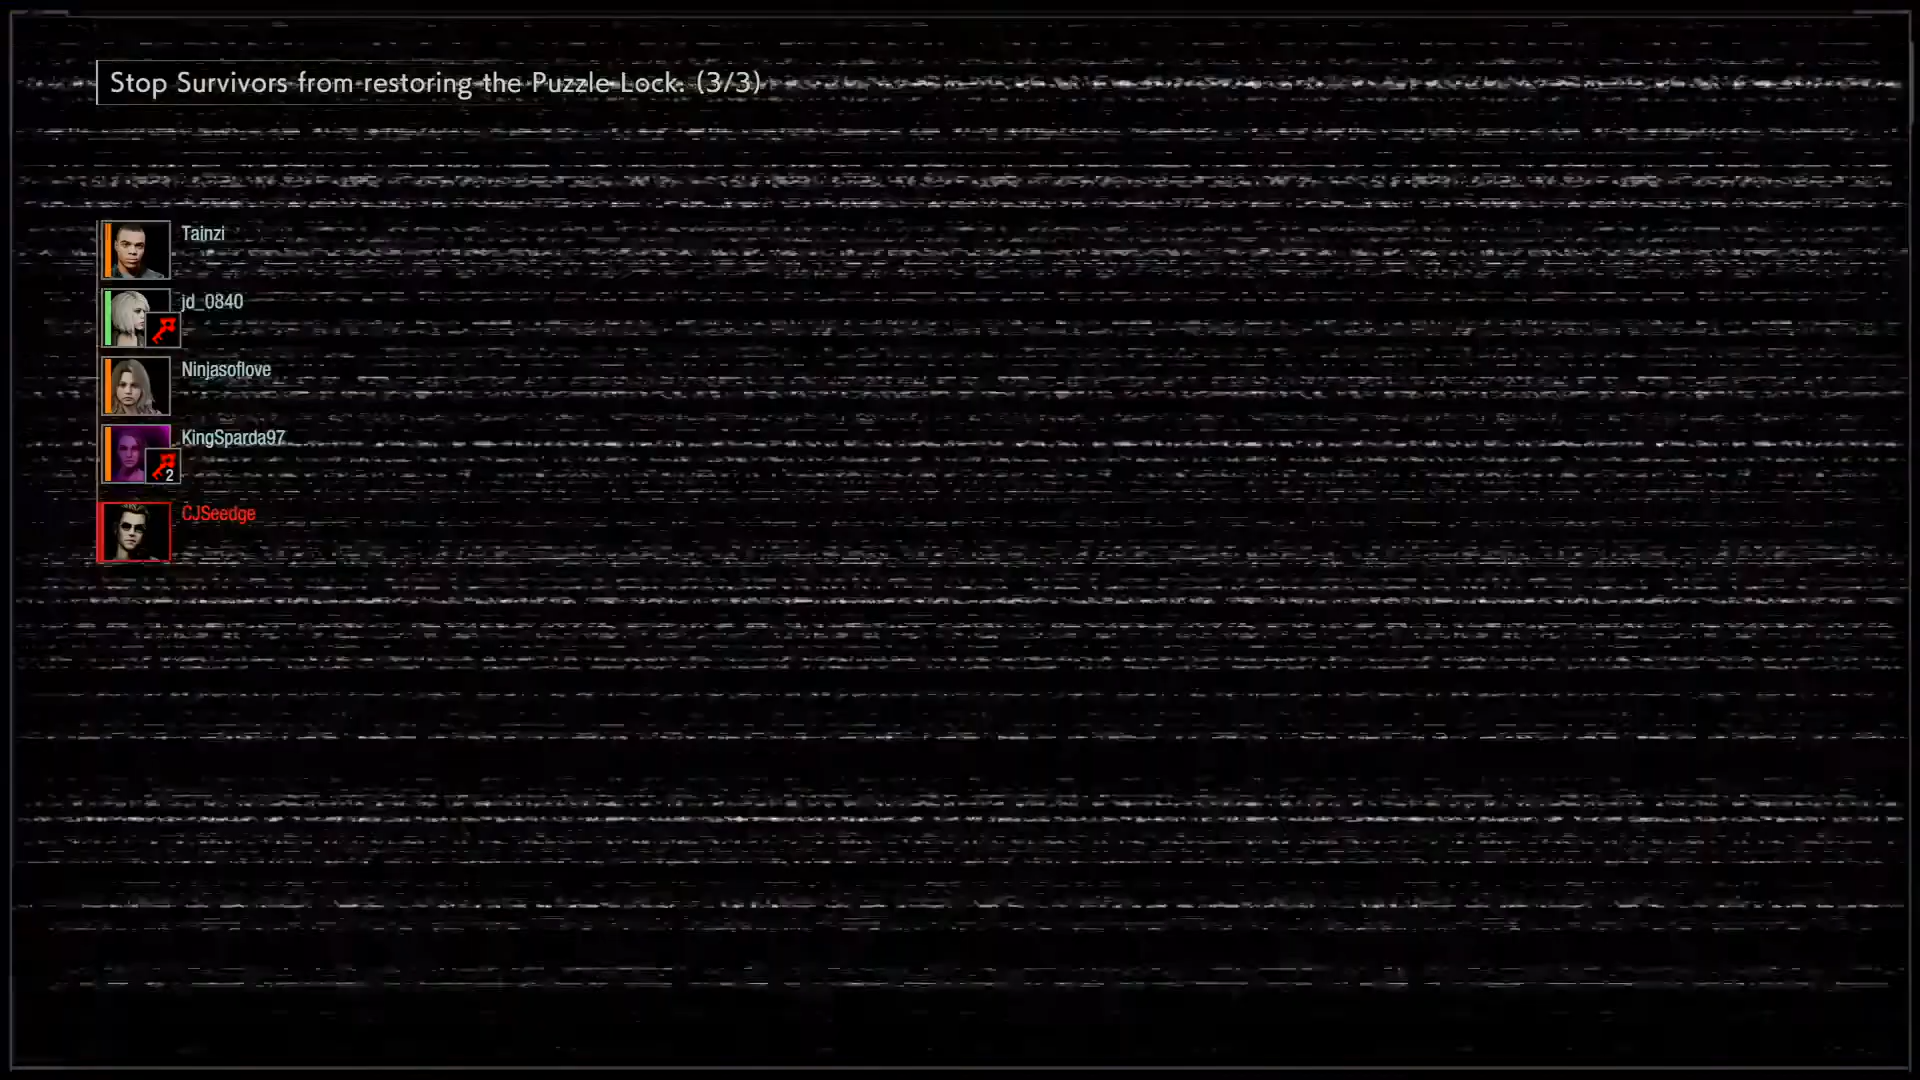 Stop Survivors from restoring the Puzzle Lock. (3/3)
Tainzi
jd_0840
Ninjasoflove
KingSparda97
2
CJSeedge